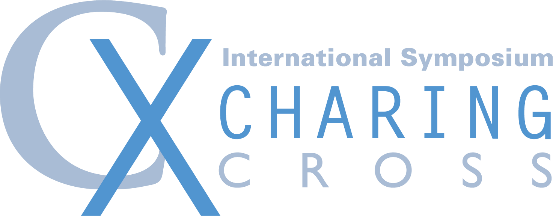 CX
International Symposium
CHARING
CROSS